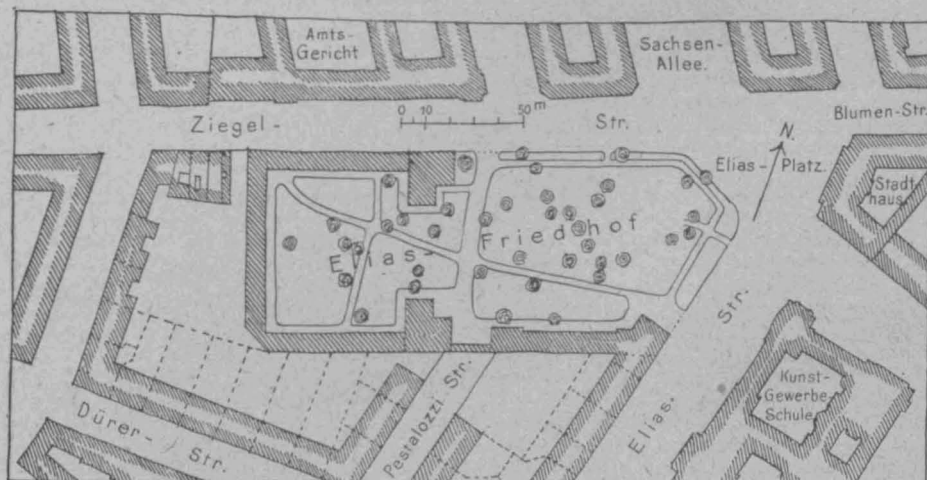 Amts-
Gericht
Sachsen-
Allee.
Ziegel-
0 10 50 m
Str.
Blumen-Str.
N.
Elias-Platz.
Stadt
haus
Elias-
Friedhof
Str.
Kunst-
Gewerbe-
Schule
Elias-
Pestalozzi Str.
Dürer-
Str.